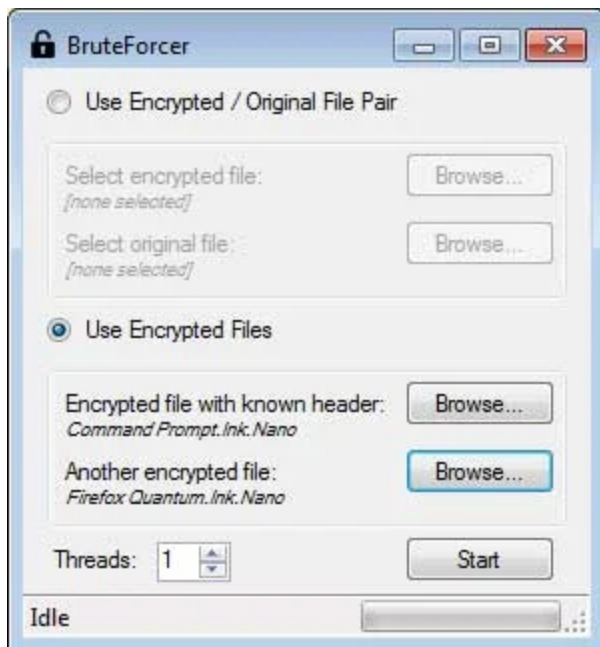 BruteForcer
Use Encrypted / Original File Pair
Select encrypted file: Browse...
[none selected]
Select original file: Browse...
[none selected]
Use Encrypted Files
Encrypted file with known header: Browse...
Command Prompt.lnk.Nano
Another encrypted file: Browse...
Firefox Quantum.lnk.Nano
Threads: 1 Start
Idle